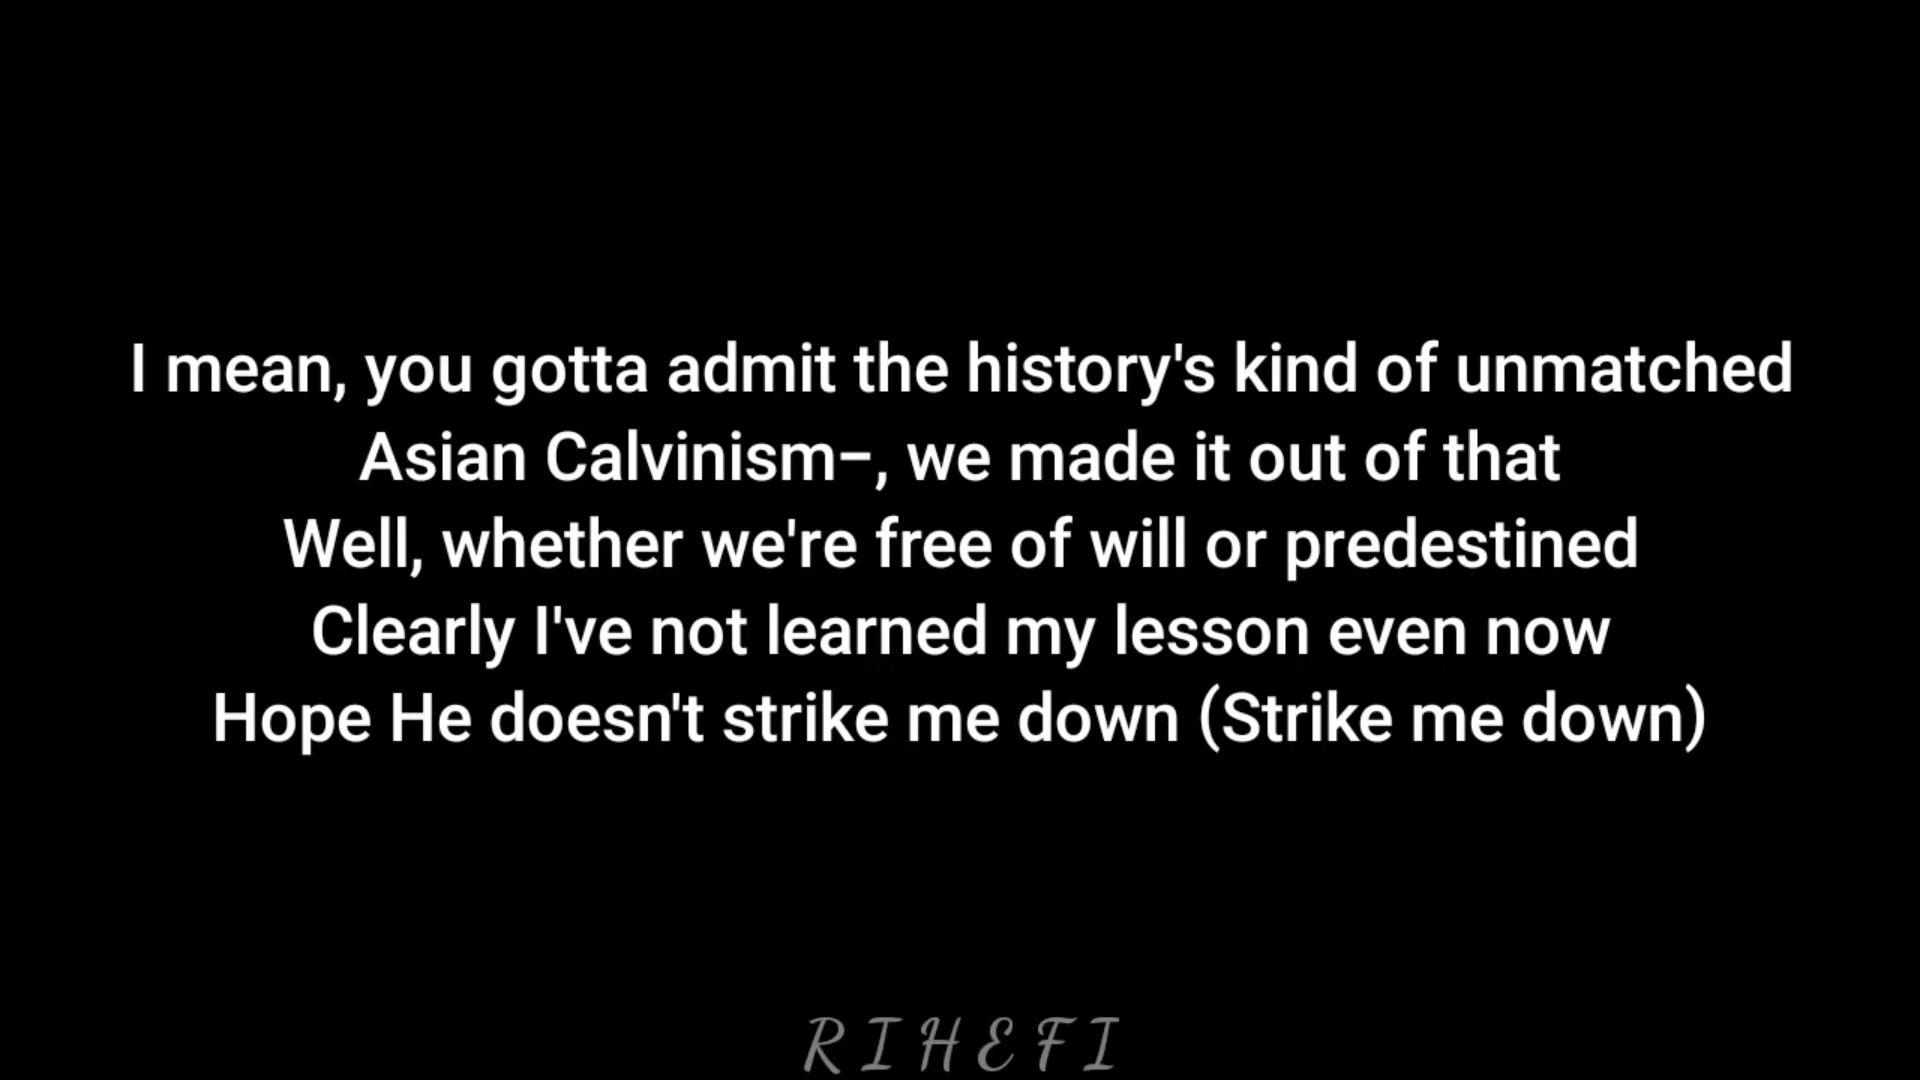 I mean, you gotta admit the history's kind of unmatched
Asian Calvinism–, we made it out of that
Well, whether we're free of will or predestined
Clearly I've not learned my lesson even now
Hope He doesn't strike me down (Strike me down)
RIHEFI